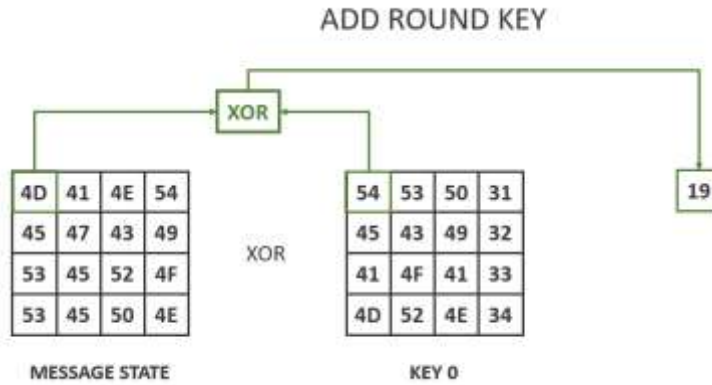 ADD ROUND KEY
XOR
4D 41 4E 54 54 53 50 31 19
45 47 43 49 45 43 49 32
XOR
53 45 52 4F 41 4F 41 33
53 45 50 4E 4D 52 4E 34
MESSAGE STATE KEY 0